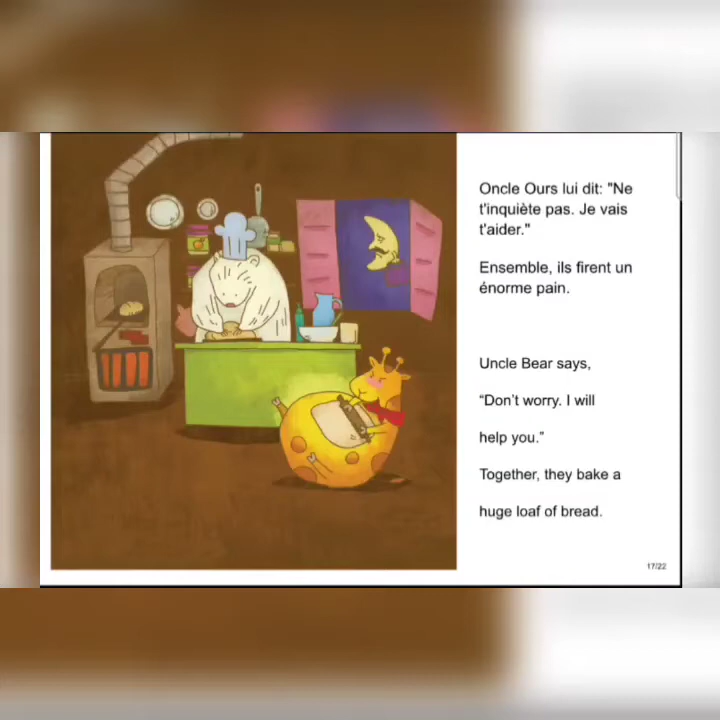 Oncle Ours lui dit: "Ne
t'inquiète pas. Je vais
t'aider."
Ensemble, ils firent un
énorme pain.
Uncle Bear says,
“Don’t worry. I will
help you.”
Together, they bake a
huge loaf of bread.
17/22